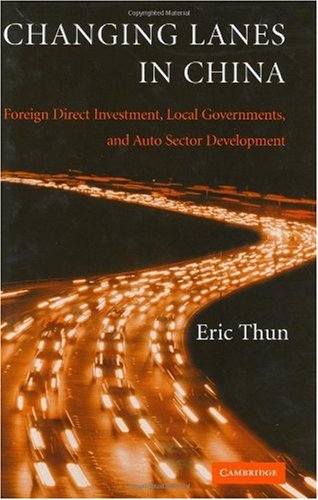 CHANGING LANES
IN CHINA
Foreign Direct Investment, Local Governments,
and Auto Sector Development
Eric Thun
CAMBRIDGE